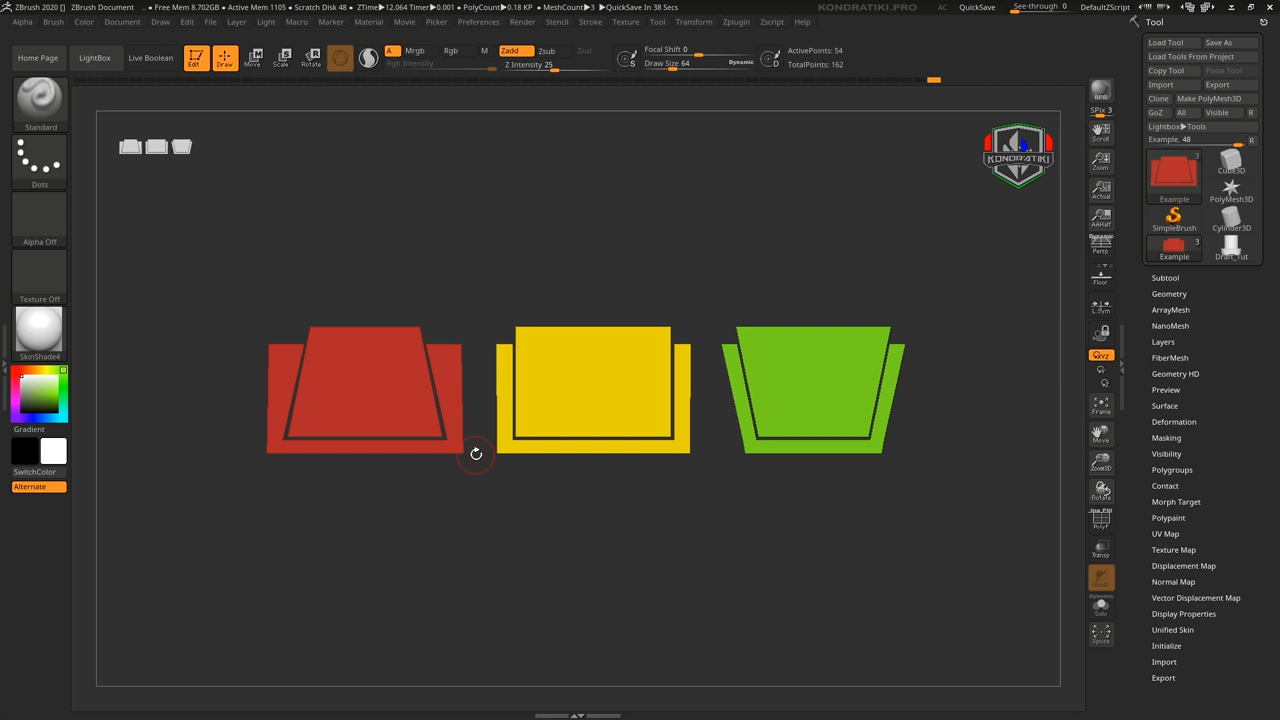 ZBrush 2020 [] ZBrush Document .. ● Free Mem 8.702GB ● Active Mem 1105 ● Scratch Disk 48 ● ZTime▶12.064 Timer▶0.001 ● PolyCount▶0.18 KP ● MeshCount▶3 ▶QuickSave In 38 Secs KONDRATIKI.PRO AC QuickSave See-through 0 DefaultZScript
Alpha Brush Color Document Draw Edit File Layer Light Macro Marker Material Movie Picker Preferences Render Stencil Stroke Texture Tool Transform Zplugin Zscript Help
Home Page LightBox Live Boolean
Edit Draw Move Scale Rotate
A Mrgb Rgb M Zadd Zsub Zcut
Rgb Intensity Z Intensity 25
Focal Shift 0
Draw Size 64 Dynamic
S D
ActivePoints: 54
TotalPoints: 162
Standard
Dots
Alpha Off
Texture Off
SkinShade4
Gradient
SwitchColor
Alternate
KONDRATIKI
BPR
SPix 3
Scroll
Zoom
Actual
AAHalf
Dynamic
Persp
Floor
L.Sym
XYZ
Frame
Move
Zoom3D
Rotate
Line Fill
PolyF
Transp
Dynamic
Solo
Xpose
Tool
Load Tool Save As
Load Tools From Project
Copy Tool Paste Tool
Import Export
Clone Make PolyMesh3D
GoZ All Visible R
Lightbox▶Tools
Example. 48 R
3
Example Cube3D
PolyMesh3D
SimpleBrush Cylinder3D
3
Example Draft_Tut
Subtool
Geometry
ArrayMesh
NanoMesh
Layers
FiberMesh
Geometry HD
Preview
Surface
Deformation
Masking
Visibility
Polygroups
Contact
Morph Target
Polypaint
UV Map
Texture Map
Displacement Map
Normal Map
Vector Displacement Map
Display Properties
Unified Skin
Initialize
Import
Export